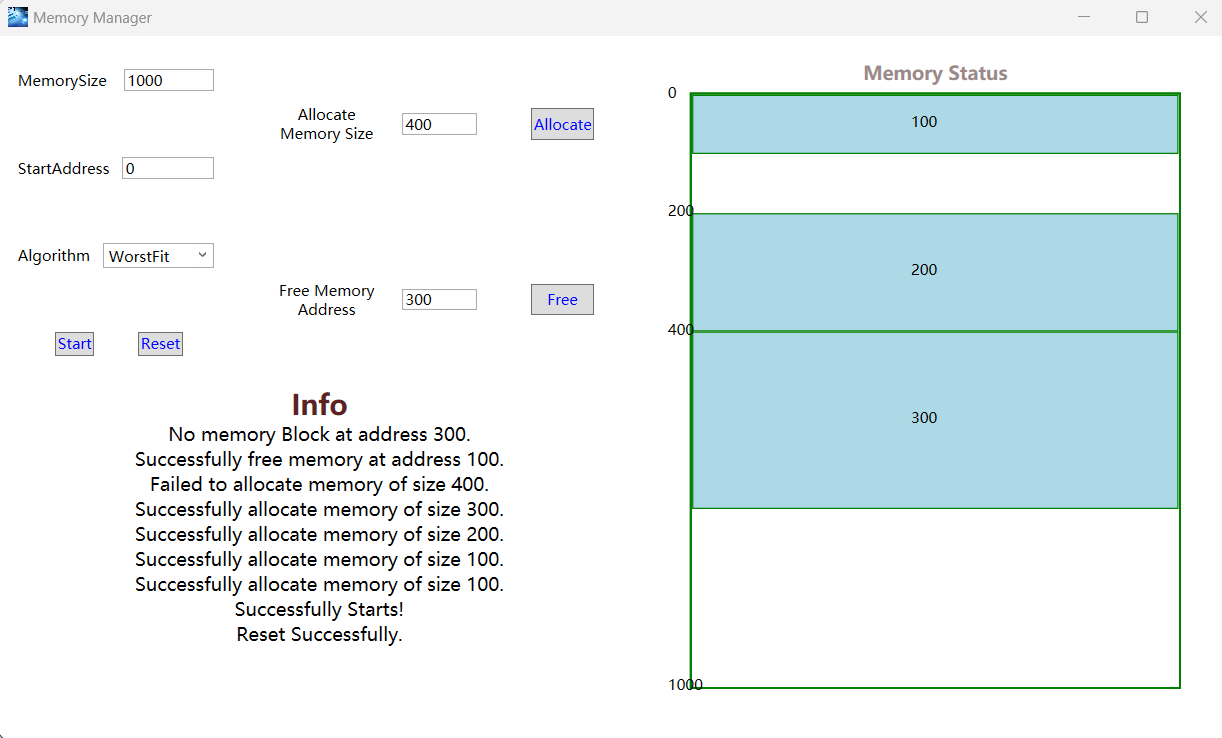 Memory Manager
MemorySize 1000
Allocate
Memory Size 400 Allocate
StartAddress 0
Algorithm WorstFit
Free Memory
Address 300 Free
Start Reset
Info
No memory Block at address 300.
Successfully free memory at address 100.
Failed to allocate memory of size 400.
Successfully allocate memory of size 300.
Successfully allocate memory of size 200.
Successfully allocate memory of size 100.
Successfully allocate memory of size 100.
Successfully Starts!
Reset Successfully.
Memory Status
0
100
200
200
400
300
1000